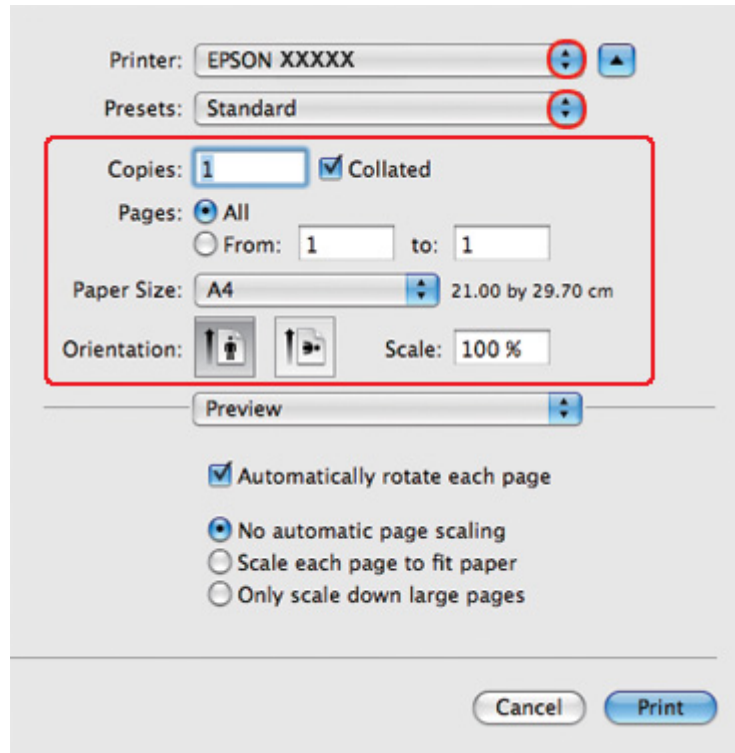 Printer: EPSON XXXXX
Presets: Standard
Copies: 1 Collated
Pages: All
From: 1 to: 1
Paper Size: A4 21.00 by 29.70 cm
Orientation: Scale: 100 %
Preview
Automatically rotate each page
No automatic page scaling
Scale each page to fit paper
Only scale down large pages
Cancel Print